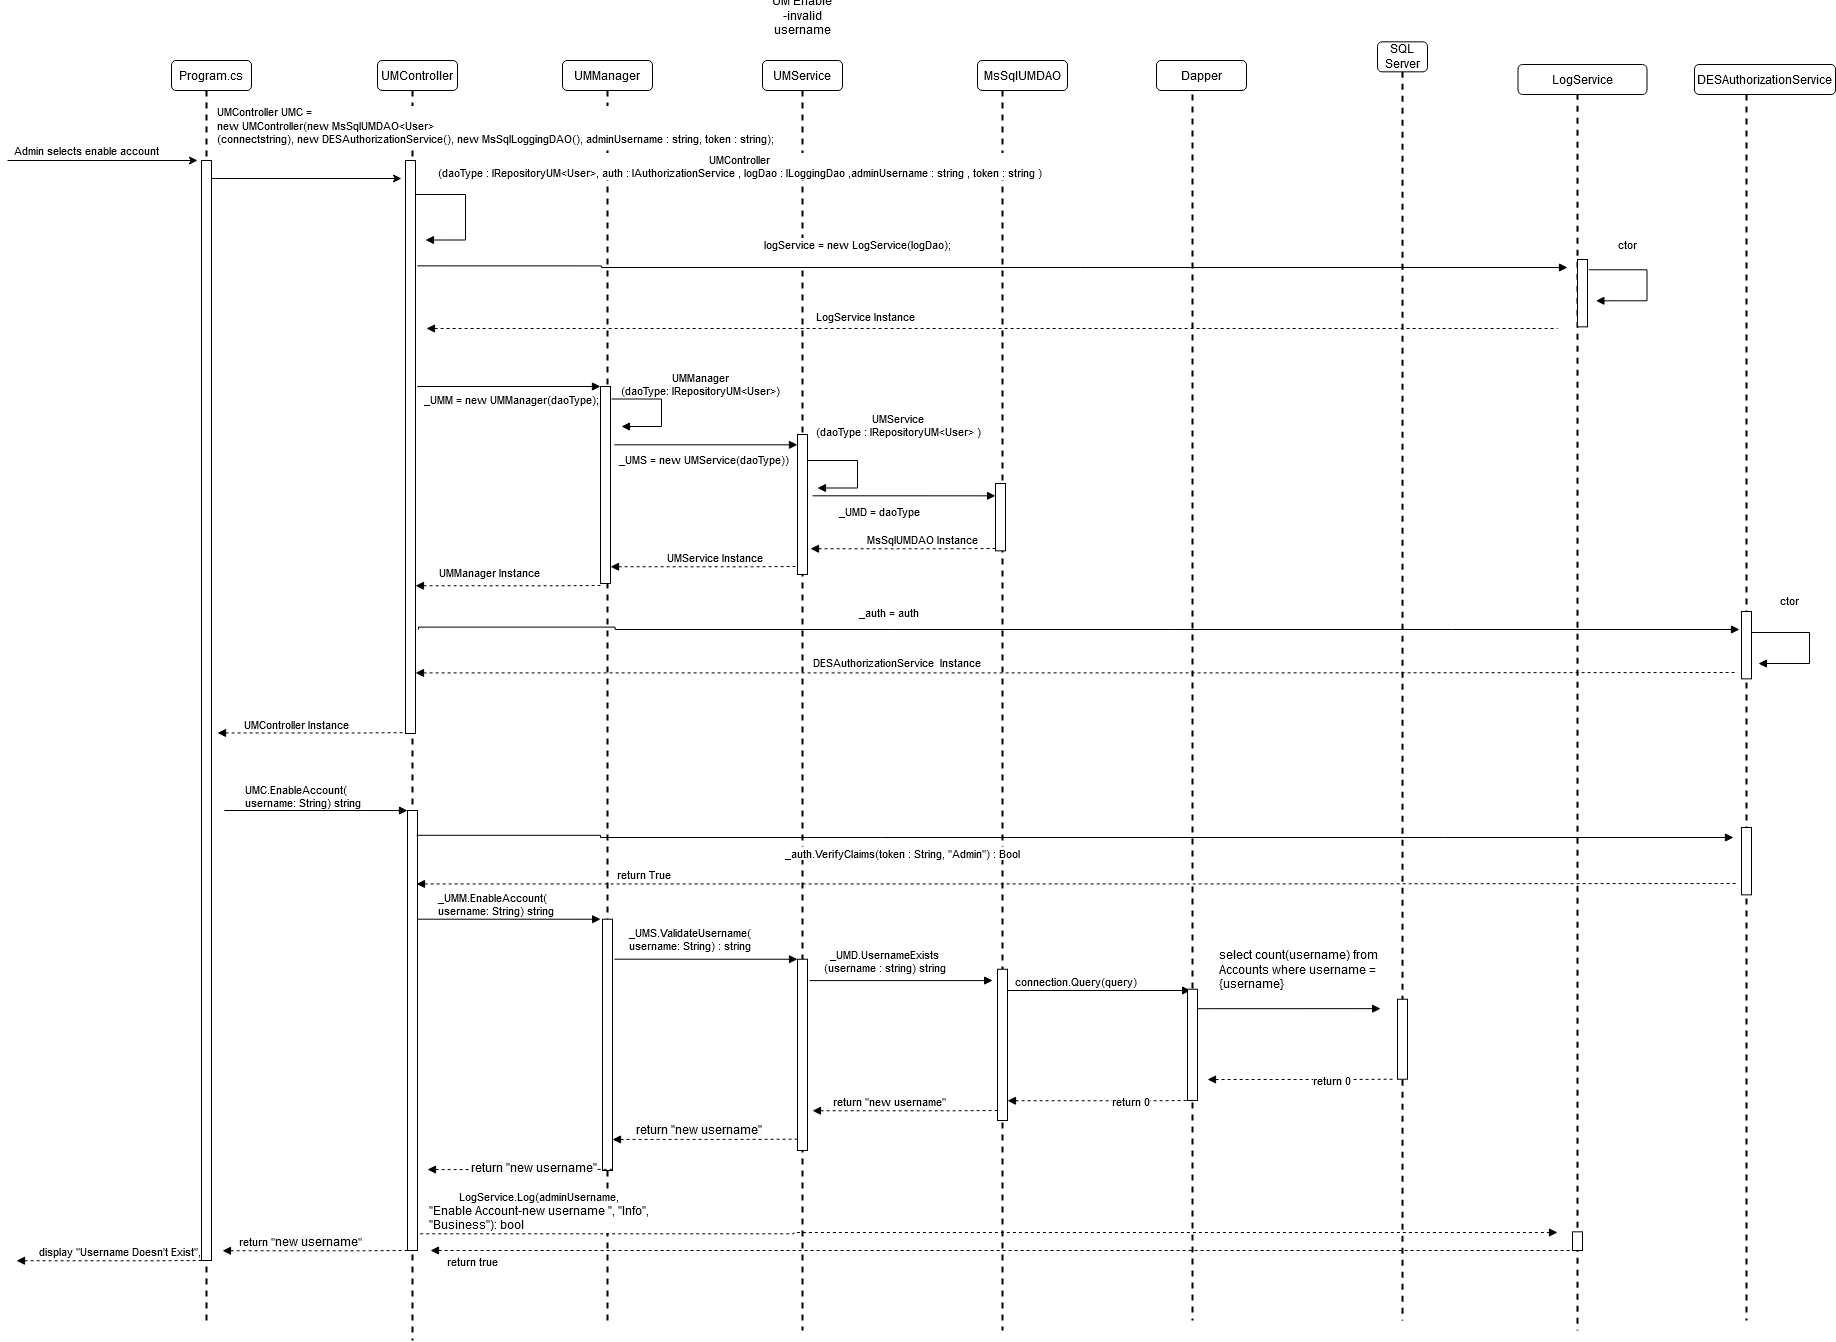 UM Enable
-invalid
username
Program.cs
UMController
UMManager
UMService
MsSqlUMDAO
Dapper
SQL
Server
LogService
DESAuthorizationService
UMController UMC =
new UMController(new MsSqlUMDAO<User>
(connectstring), new DESAuthorizationService(), new MsSqlLoggingDAO(), adminUsername : string, token : string);
Admin selects enable account
UMController
(daoType : IRepositoryUM<User>, auth : IAuthorizationService , logDao : ILoggingDao ,adminUsername : string , token : string )
logService = new LogService(logDao);
ctor
LogService Instance
UMManager
(daoType: IRepositoryUM<User>)
_UMM = new UMManager(daoType);
UMService
(daoType : IRepositoryUM<User> )
_UMS = new UMService(daoType))
_UMD = daoType
MsSqlUMDAO Instance
UMService Instance
UMManager Instance
ctor
_auth = auth
DESAuthorizationService  Instance
UMController Instance
UMC.EnableAccount(
username: String) string
_auth.VerifyClaims(token : String, "Admin") : Bool
return True
_UMM.EnableAccount(
username: String) string
_UMS.ValidateUsername(
username: String) : string
_UMD.UsernameExists
(username : string) string
connection.Query(query)
select count(username) from
Accounts where username =
{username}
return 0
return 0
return "new username"
return "new username"
return "new username"
LogService.Log(adminUsername,
"Enable Account-new username ", "Info",
"Business"): bool
return "new username"
display "Username Doesn't Exist",
return true